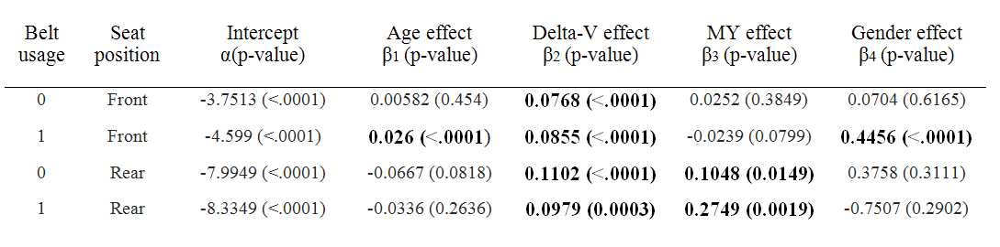 Belt usage Seat position Intercept α(p-value) Age effect β1 (p-value) Delta-V effect β2 (p-value) MY effect β3 (p-value) Gender effect β4 (p-value)
0 Front -3.7513 (<.0001) 0.00582 (0.454) 0.0768 (<.0001) 0.0252 (0.3849) 0.0704 (0.6165)
1 Front -4.599 (<.0001) 0.026 (<.0001) 0.0855 (<.0001) -0.0239 (0.0799) 0.4456 (<.0001)
0 Rear -7.9949 (<.0001) -0.0667 (0.0818) 0.1102 (<.0001) 0.1048 (0.0149) 0.3758 (0.3111)
1 Rear -8.3349 (<.0001) -0.0336 (0.2636) 0.0979 (0.0003) 0.2749 (0.0019) -0.7507 (0.2902)